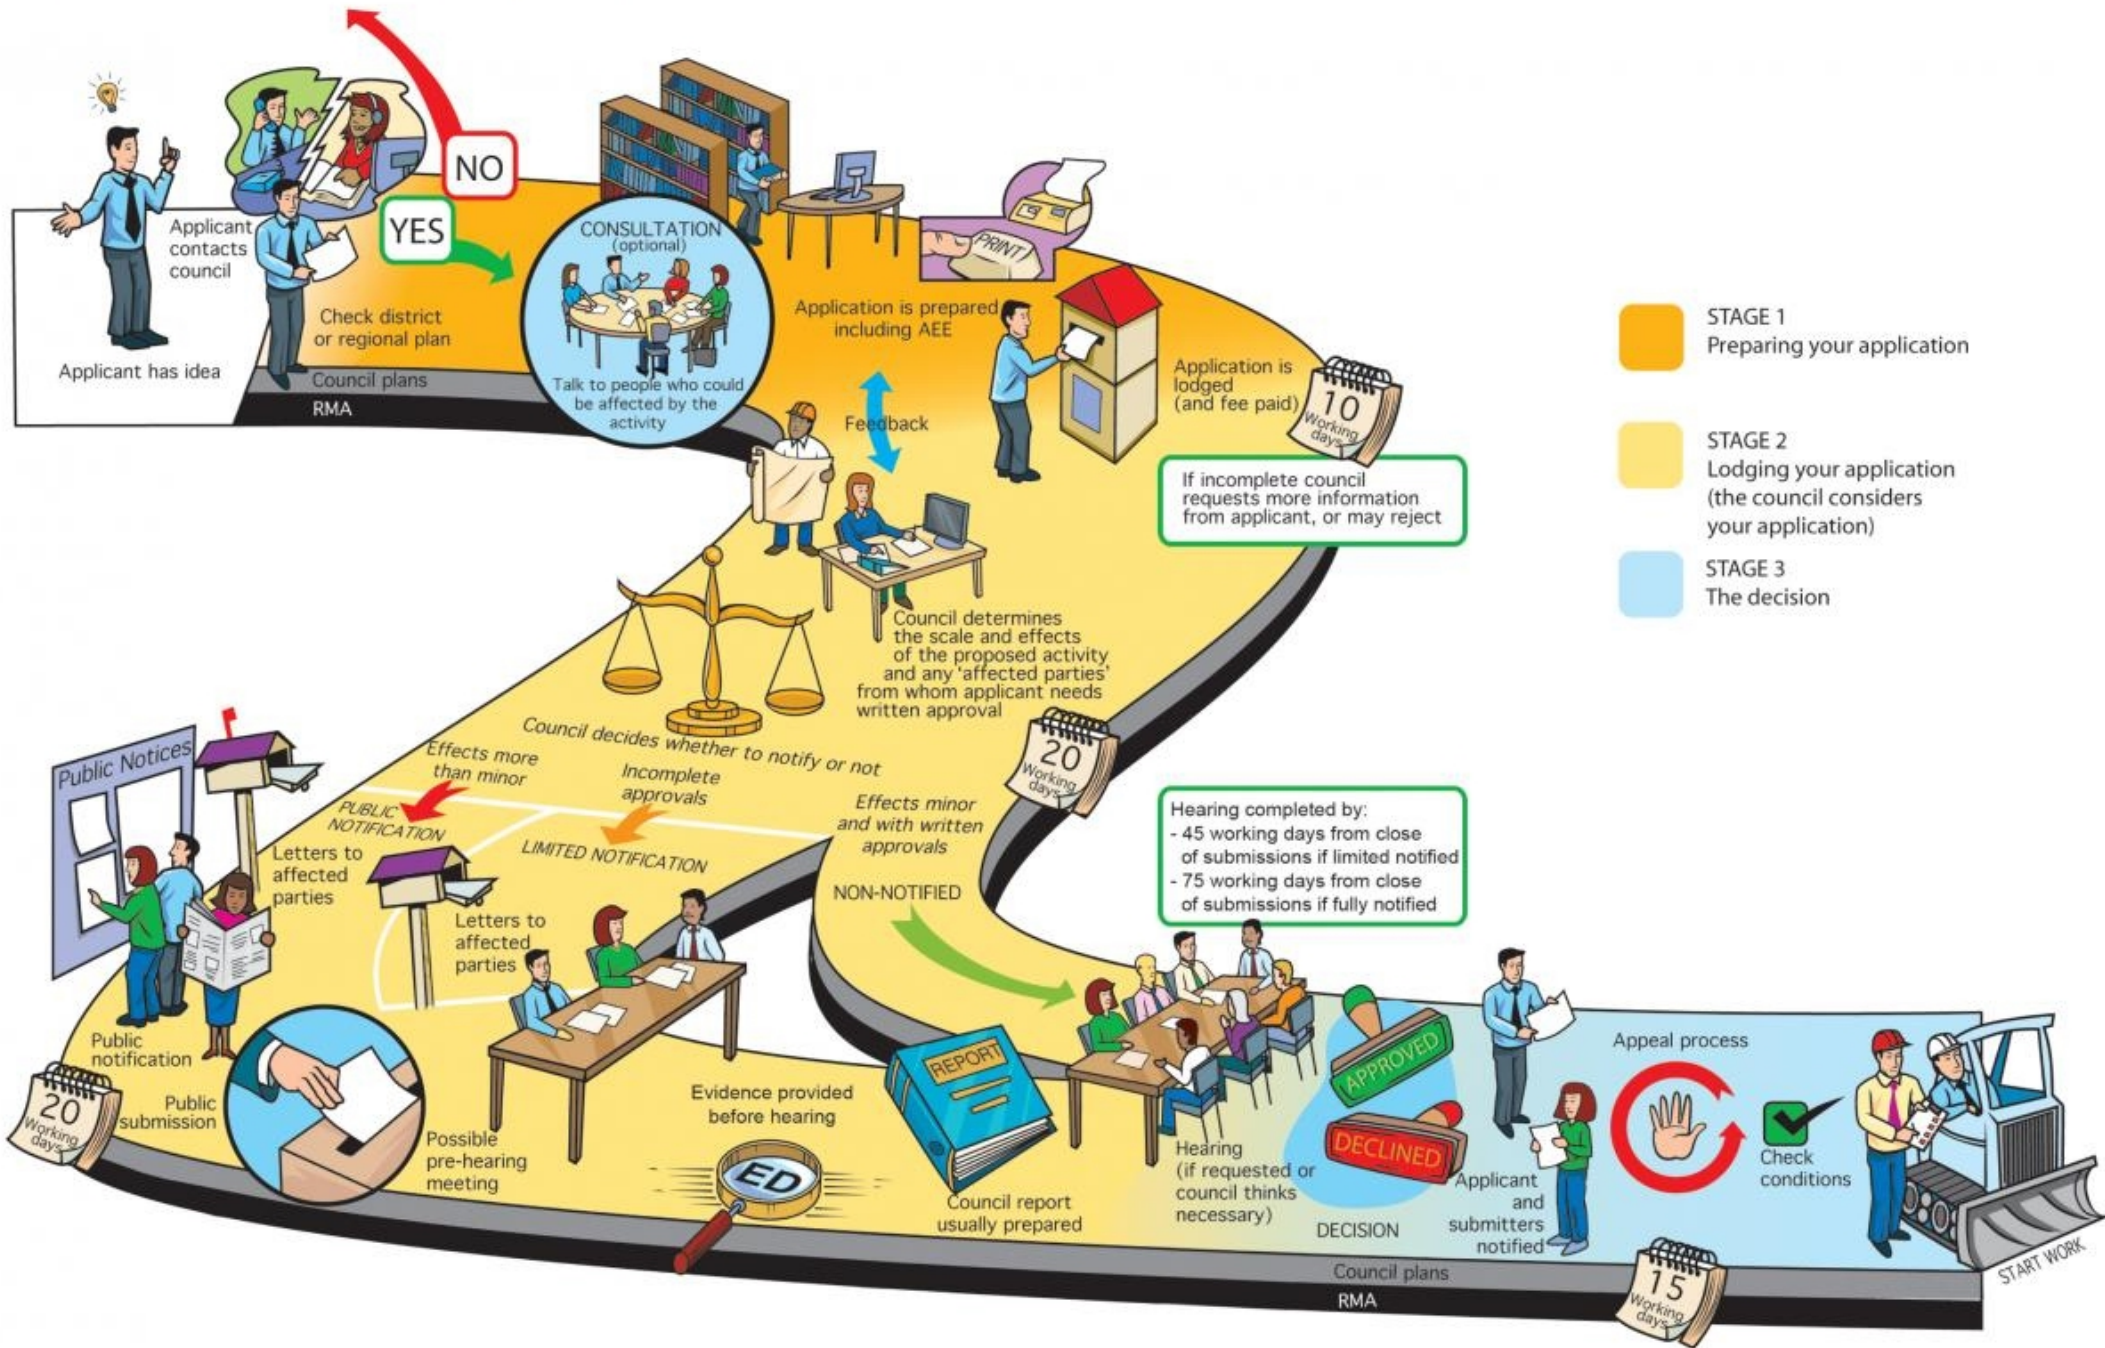 NO
YES
Applicant
contacts
council
Applicant has idea
Check district
or regional plan
Council plans
RMA
CONSULTATION
(optional)
Talk to people who could
be affected by the
activity
PRINT
Application is prepared
including AEE
Feedback
Application is
lodged
(and fee paid)
10
Working
days
If incomplete council
requests more information
from applicant, or may reject
STAGE 1
Preparing your application
STAGE 2
Lodging your application
(the council considers
your application)
STAGE 3
The decision
Council determines
the scale and effects
of the proposed activity
and any 'affected parties'
from whom applicant needs
written approval
20
Working
days
Council decides whether to notify or not
Effects more
than minor
PUBLIC
NOTIFICATION
Incomplete
approvals
LIMITED NOTIFICATION
Effects minor
and with written
approvals
NON-NOTIFIED
Public Notices
Letters to
affected
parties
Letters to
affected
parties
Public
notification
20
Working
days
Public
submission
Possible
pre-hearing
meeting
Evidence provided
before hearing
ED
REPORT
Council report
usually prepared
Hearing completed by:
- 45 working days from close
of submissions if limited notified
- 75 working days from close
of submissions if fully notified
Hearing
(if requested or
council thinks
necessary)
APPROVED
DECLINED
DECISION
Applicant
and
submitters
notified
Appeal process
Check
conditions
15
Working
days
START WORK
Council plans
RMA